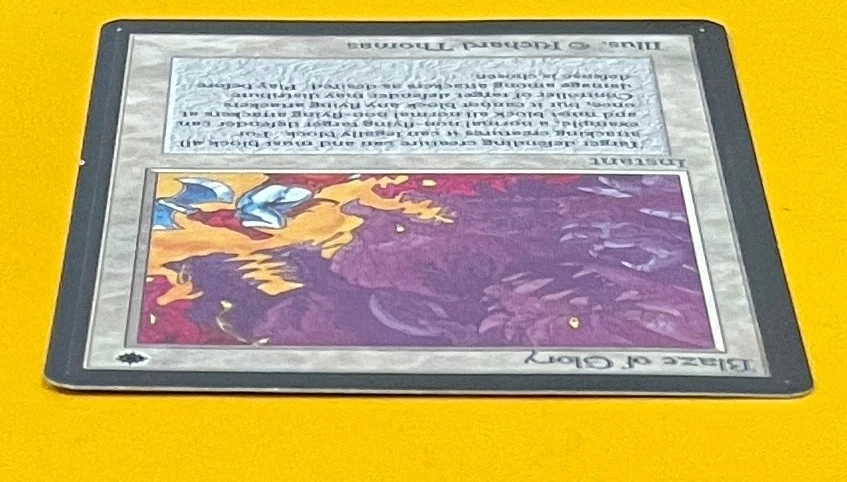 Blaze of Glory
Instant
Target defending creature can and must block all
attacking creatures it can legally block. For
example, a normal non-flying target defender can
and must block all normal non-flying attackers at
once, but it cannot block any flying attackers.
Controller of target defender may distribute
damage among attackers as desired. Play before
defense is chosen.
Illus. © Richard Thomas